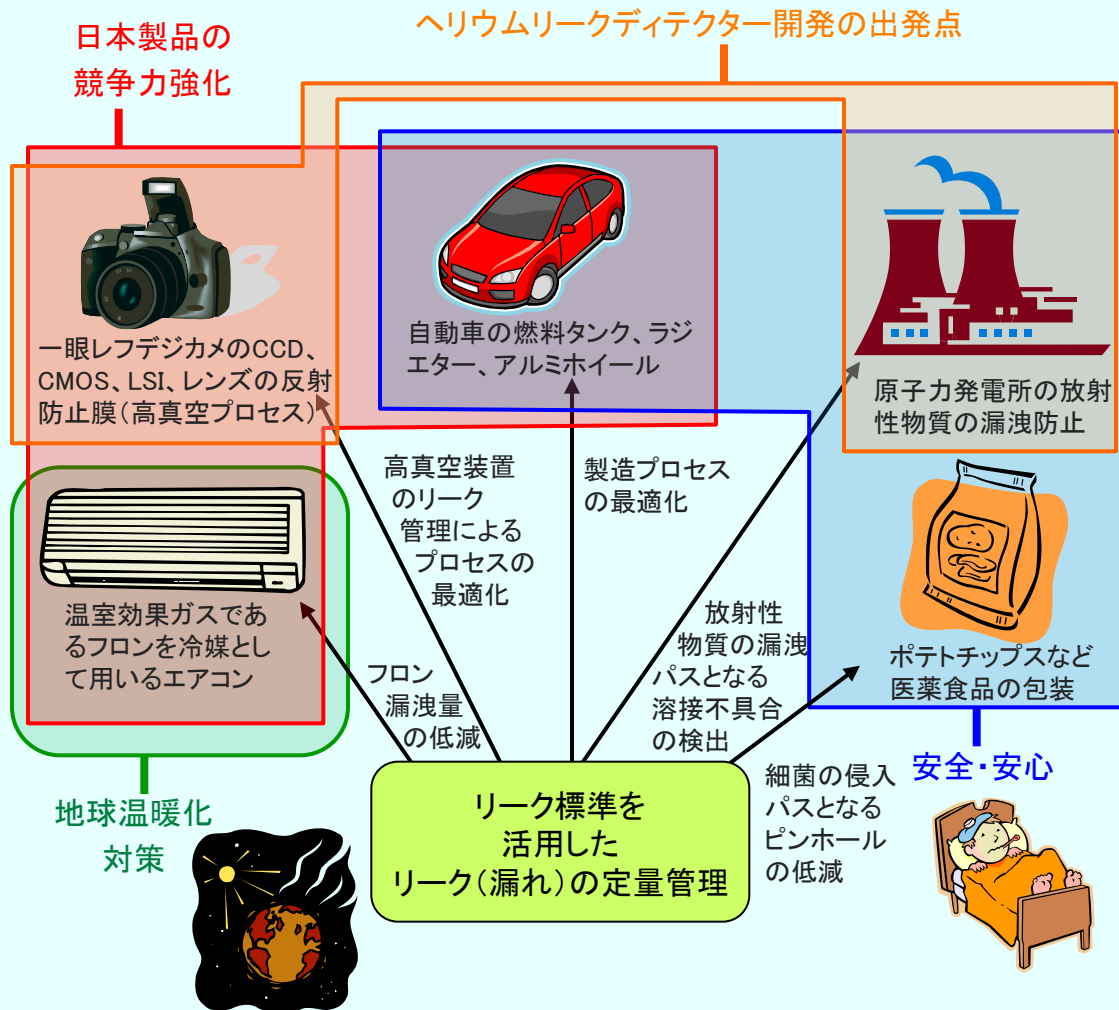 ヘリウムリークディテクター開発の出発点
日本製品の
競争力強化
一眼レフデジカメのCCD、
CMOS、LSI、レンズの反射
防止膜(高真空プロセス)
自動車の燃料タンク、ラジ
エター、アルミホイール
原子力発電所の放射
性物質の漏洩防止
高真空装置
のリーク
管理による
プロセスの
最適化
製造プロセス
の最適化
温室効果ガスであ
るフロンを冷媒とし
て用いるエアコン
フロン
漏洩量
の低減
放射性
物質の漏洩
パスとなる
溶接不具合
の検出
ポテトチップスなど
医薬食品の包装
安全・安心
地球温暖化
対策
リーク標準を
活用した
リーク(漏れ)の定量管理
細菌の侵入
パスとなる
ピンホール
の低減